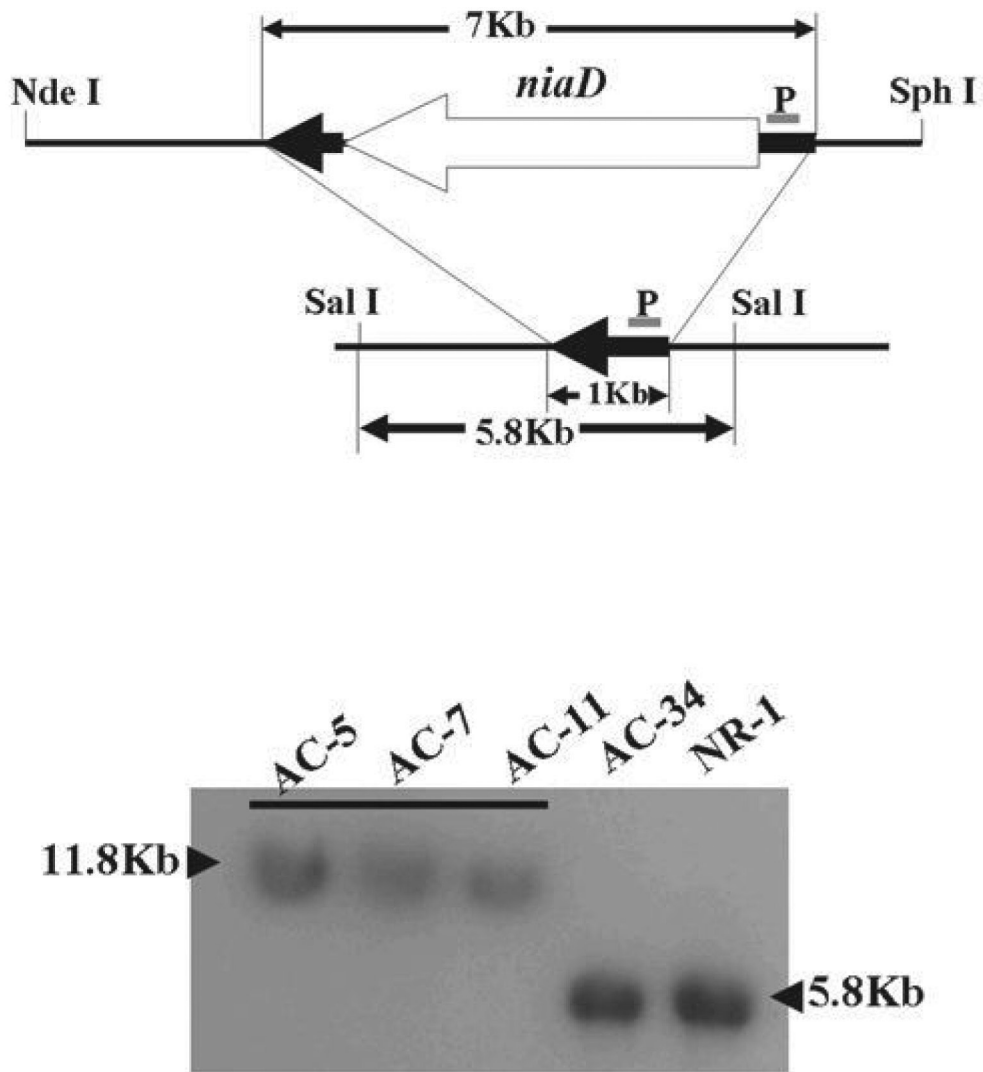 7Kb
niaD
Nde I
P
Sph I
Sal I
P
Sal I
1Kb
5.8Kb
AC-5
AC-7
AC-11
AC-34
NR-1
11.8Kb
5.8Kb